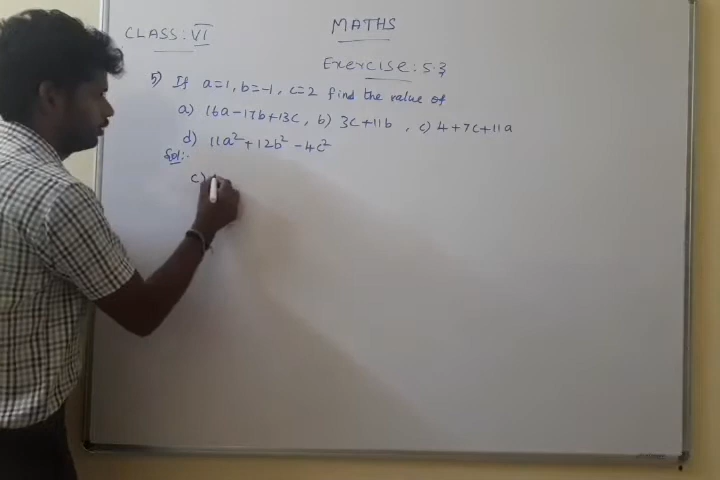 CLASS: VI
MATHS
Exercise: 5.3
5) If a=1, b=-1, c=2 find the value of
a) 16a-17b+13c, b) 3c+11b, c) 4+7c+11a
d) 11a²+12b²-4c²
Sol:-
c)